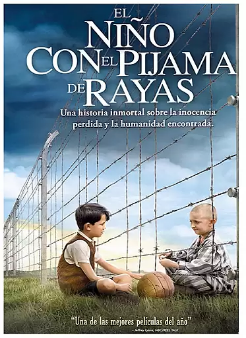 EL
NIÑO
CON EL PIJAMA
DE RAYAS
Una historia inmortal sobre la inocencia
perdida y la humanidad encontrada.
"Una de las mejores películas del año"